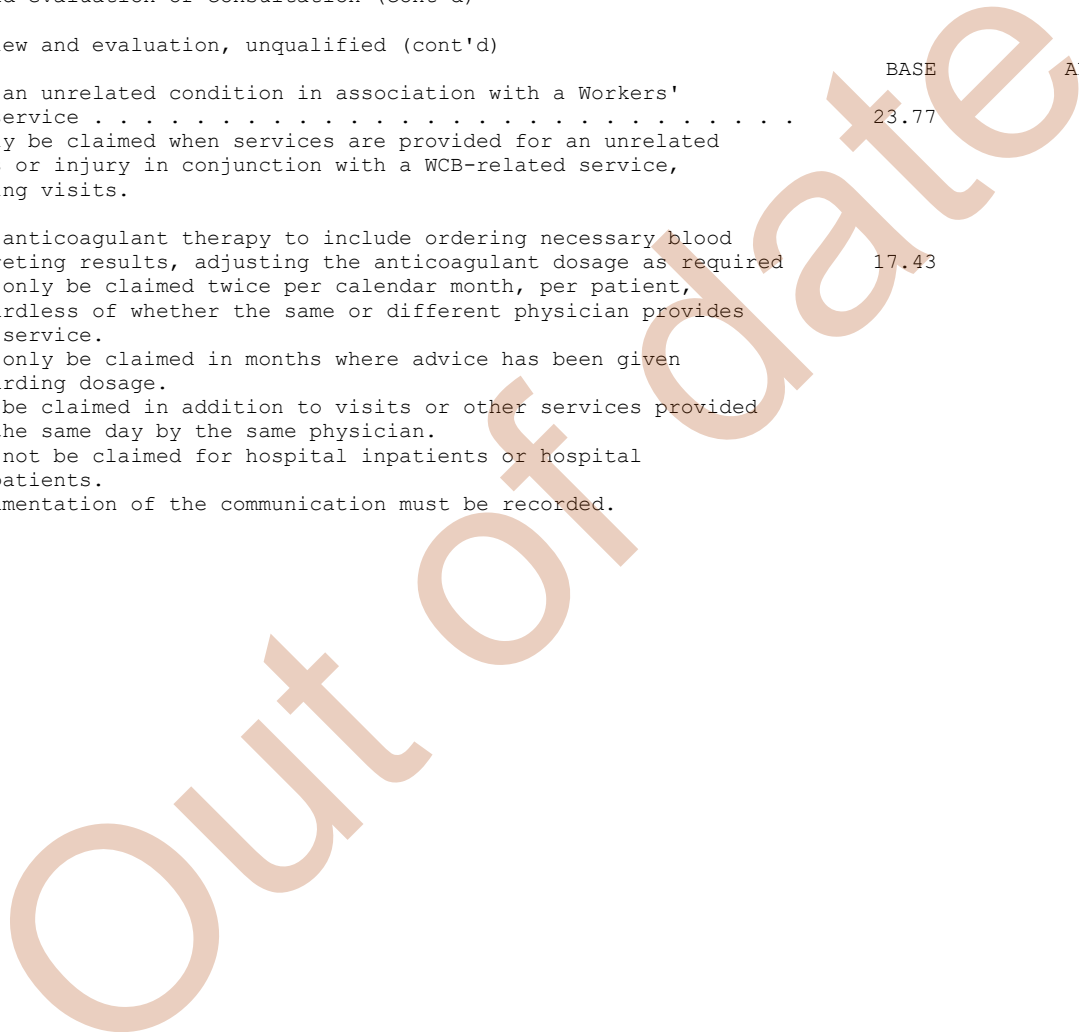 evaluation or Consultation (cont'd)
ew and evaluation, unqualified (cont'd)
BASE
an unrelated condition in association with a Workers'
ervice . . . . . . . . . . . . . . . . . . . . . . . . . . . . 23.77
y be claimed when services are provided for an unrelated
or injury in conjunction with a WCB-related service,
ng visits.
anticoagulant therapy to include ordering necessary blood
reting results, adjusting the anticoagulant dosage as required 17.43
only be claimed twice per calendar month, per patient,
rdless of whether the same or different physician provides
service.
only be claimed in months where advice has been given
rding dosage.
be claimed in addition to visits or other services provided
the same day by the same physician.
not be claimed for hospital inpatients or hospital
patients.
mentation of the communication must be recorded.
Out of date